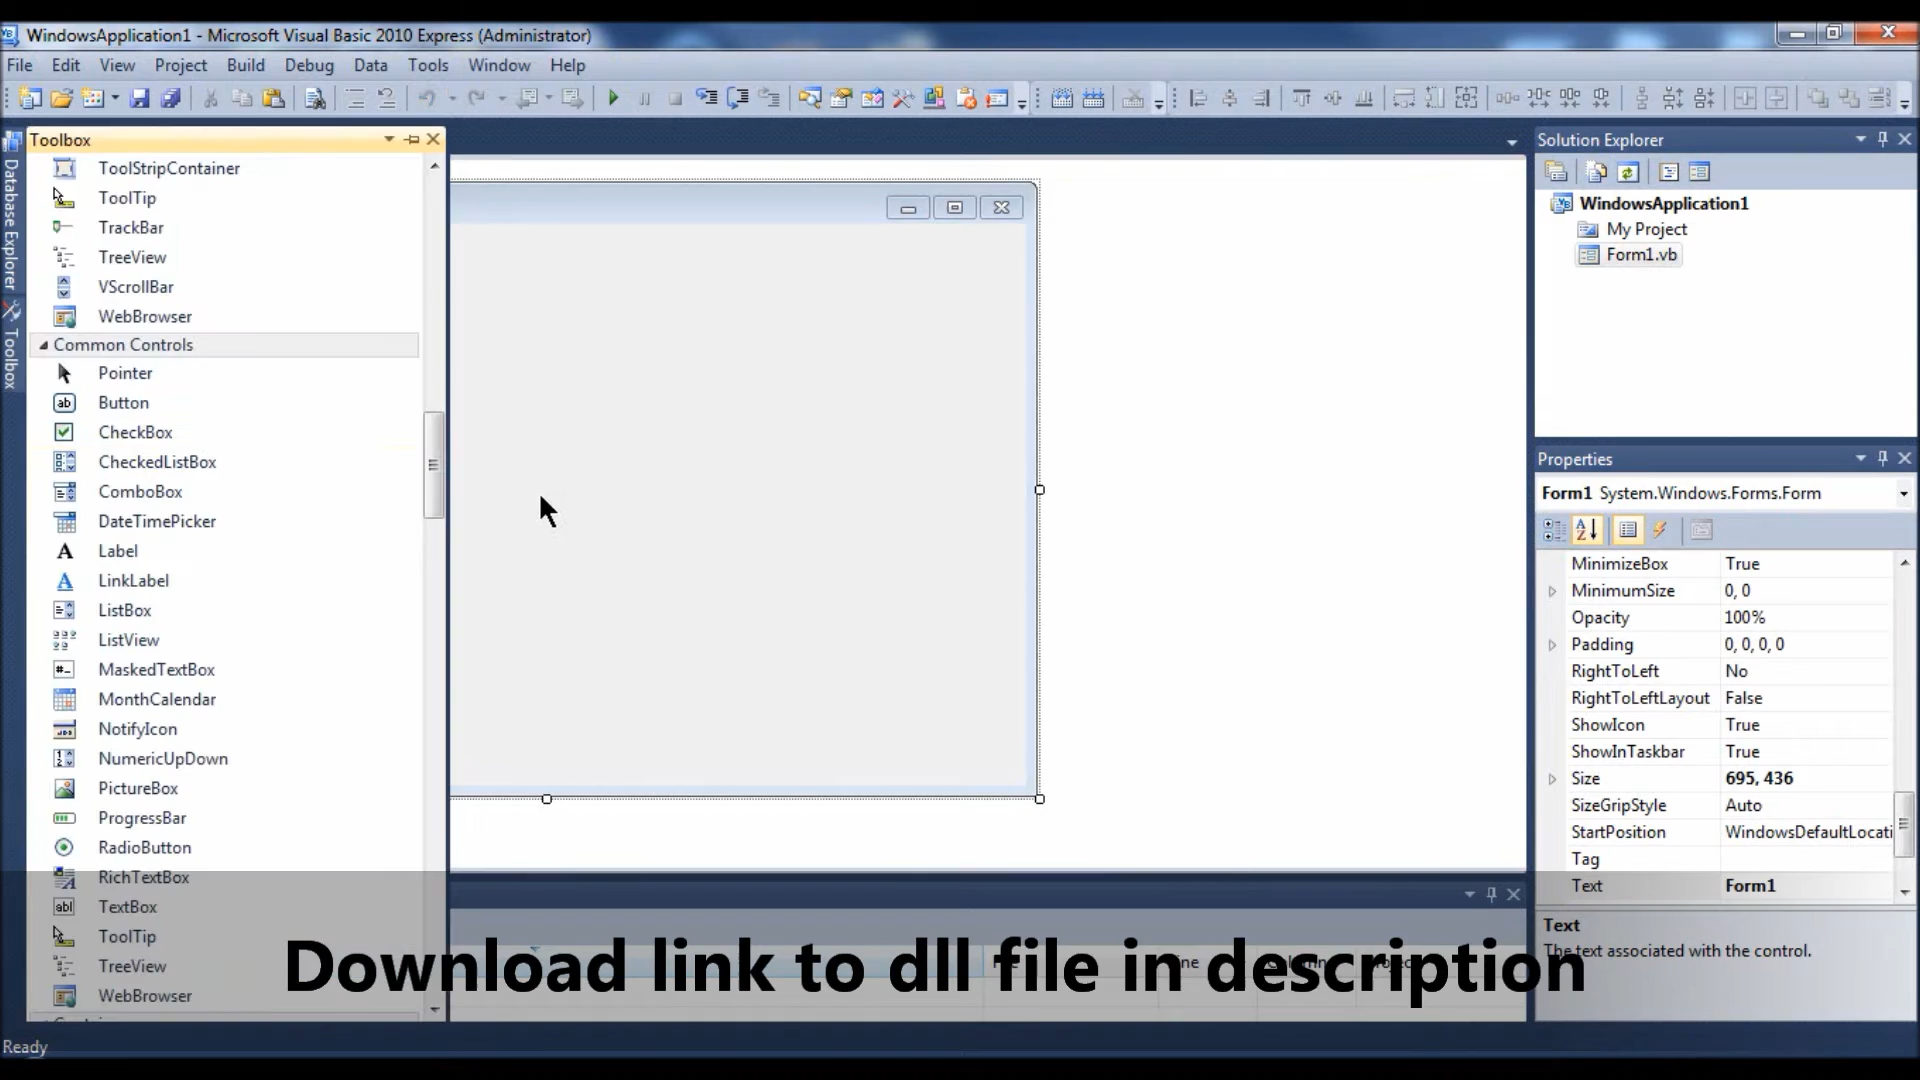 WindowsApplication1 - Microsoft Visual Basic 2010 Express (Administrator)
File Edit View Project Build Debug Data Tools Window Help
Database Explorer
Toolbox
Toolbox
ToolStripContainer
ToolTip
TrackBar
TreeView
VScrollBar
WebBrowser
Common Controls
Pointer
Button
CheckBox
CheckedListBox
ComboBox
DateTimePicker
Label
LinkLabel
ListBox
ListView
MaskedTextBox
MonthCalendar
NotifyIcon
NumericUpDown
PictureBox
ProgressBar
RadioButton
RichTextBox
TextBox
ToolTip
TreeView
WebBrowser
Solution Explorer
WindowsApplication1
My Project
Form1.vb
Properties
Form1 System.Windows.Forms.Form
MinimizeBox True
MinimumSize 0, 0
Opacity 100%
Padding 0, 0, 0, 0
RightToLeft No
RightToLeftLayout False
ShowIcon True
ShowInTaskbar True
Size 695, 436
SizeGripStyle Auto
StartPosition WindowsDefaultLocati
Tag
Text Form1
Text
The text associated with the control.
Download link to dll file in description
Ready